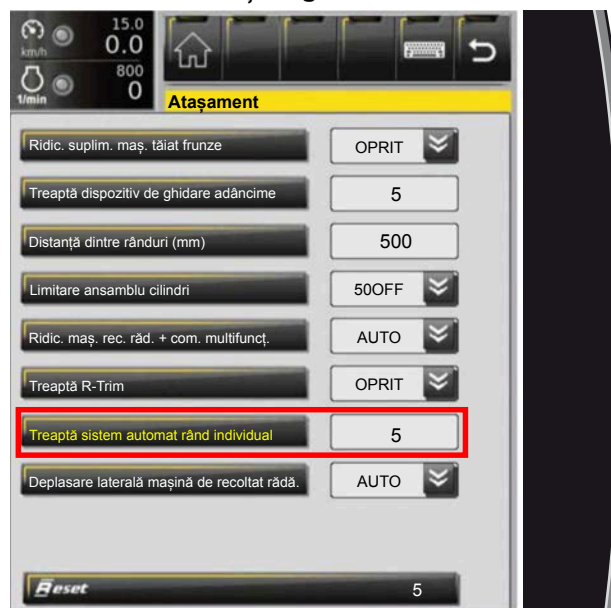 15.0
km/h
0.0
800
1/min
0
Atașament
Ridic. suplim. maș. tăiat frunze
OPRIT
Treaptă dispozitiv de ghidare adâncime
5
Distanță dintre rânduri (mm)
500
Limitare ansamblu cilindri
50OFF
Ridic. maș. rec. răd. + com. multifuncț.
AUTO
Treaptă R-Trim
OPRIT
Treaptă sistem automat rând individual
5
Deplasare laterală mașină de recoltat rădă.
AUTO
Reset
5